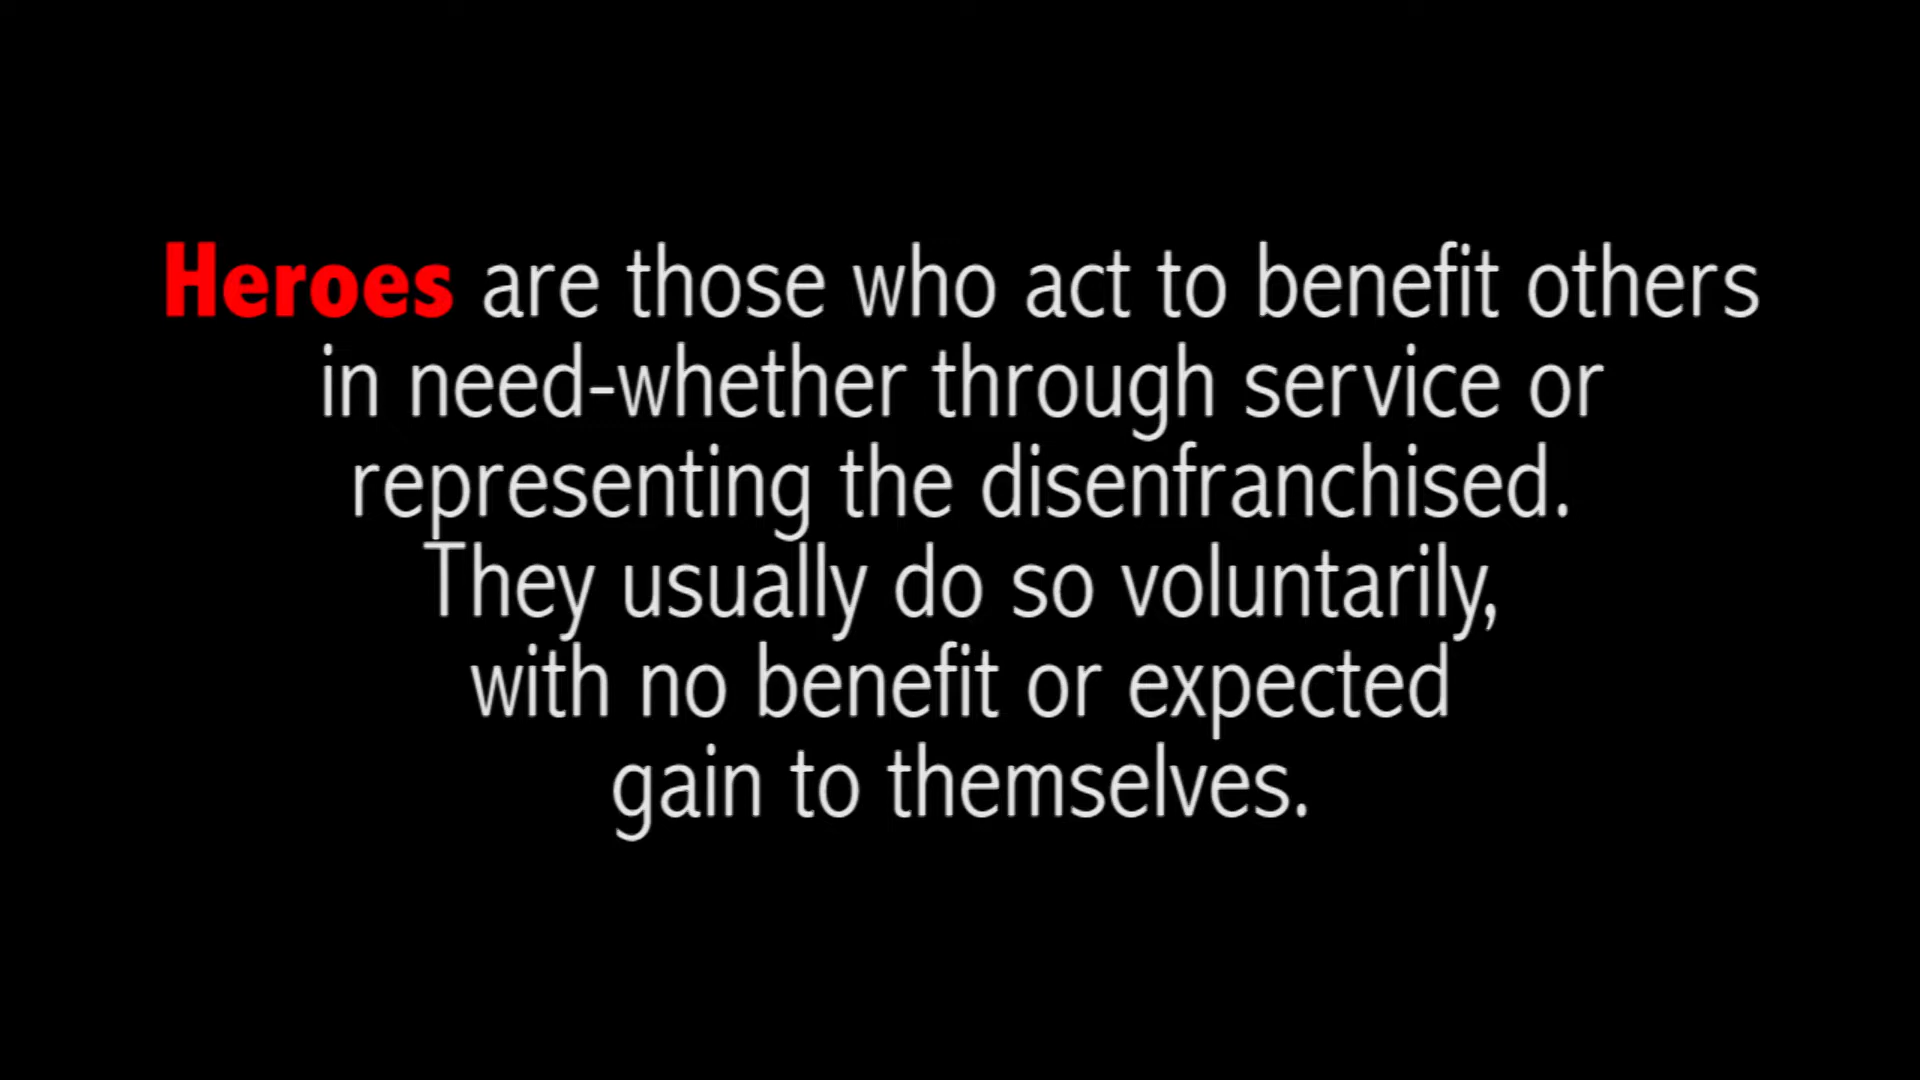 Heroes are those who act to benefit others
in need-whether through service or
representing the disenfranchised.
They usually do so voluntarily,
with no benefit or expected
gain to themselves.